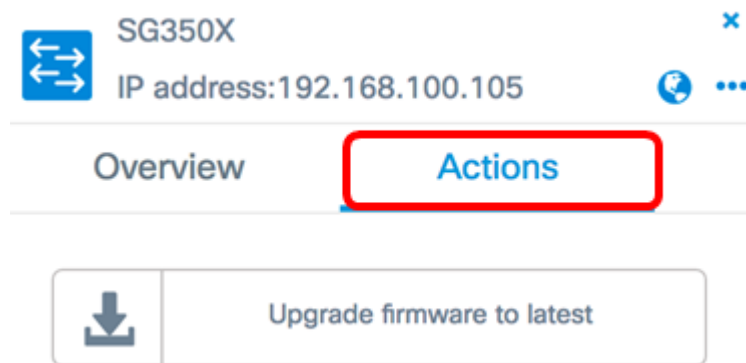 SG350X
IP address:192.168.100.105
Overview Actions
Upgrade firmware to latest